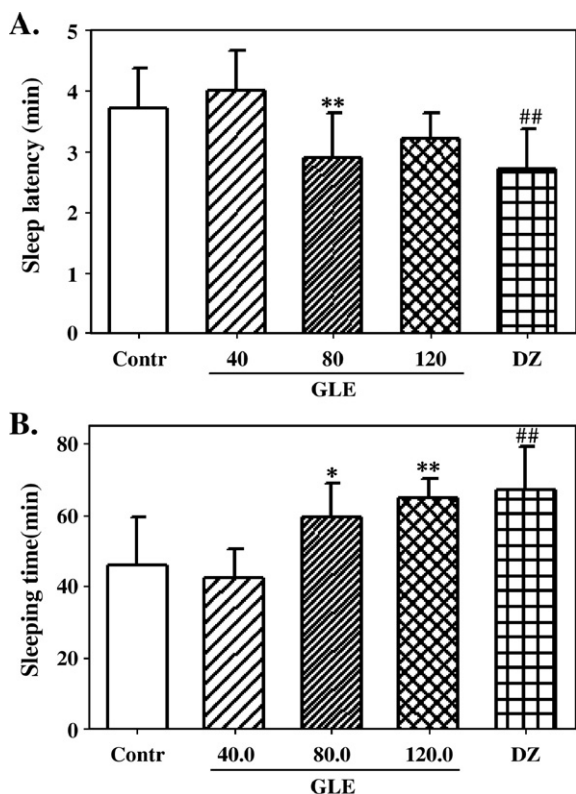 A.
Sleep latency (min)
5
4
3
2
1
0
**
##
Contr 40 80 120 DZ
GLE
B.
Sleeping time(min)
80
60
40
20
0
*
**
##
Contr 40.0 80.0 120.0 DZ
GLE